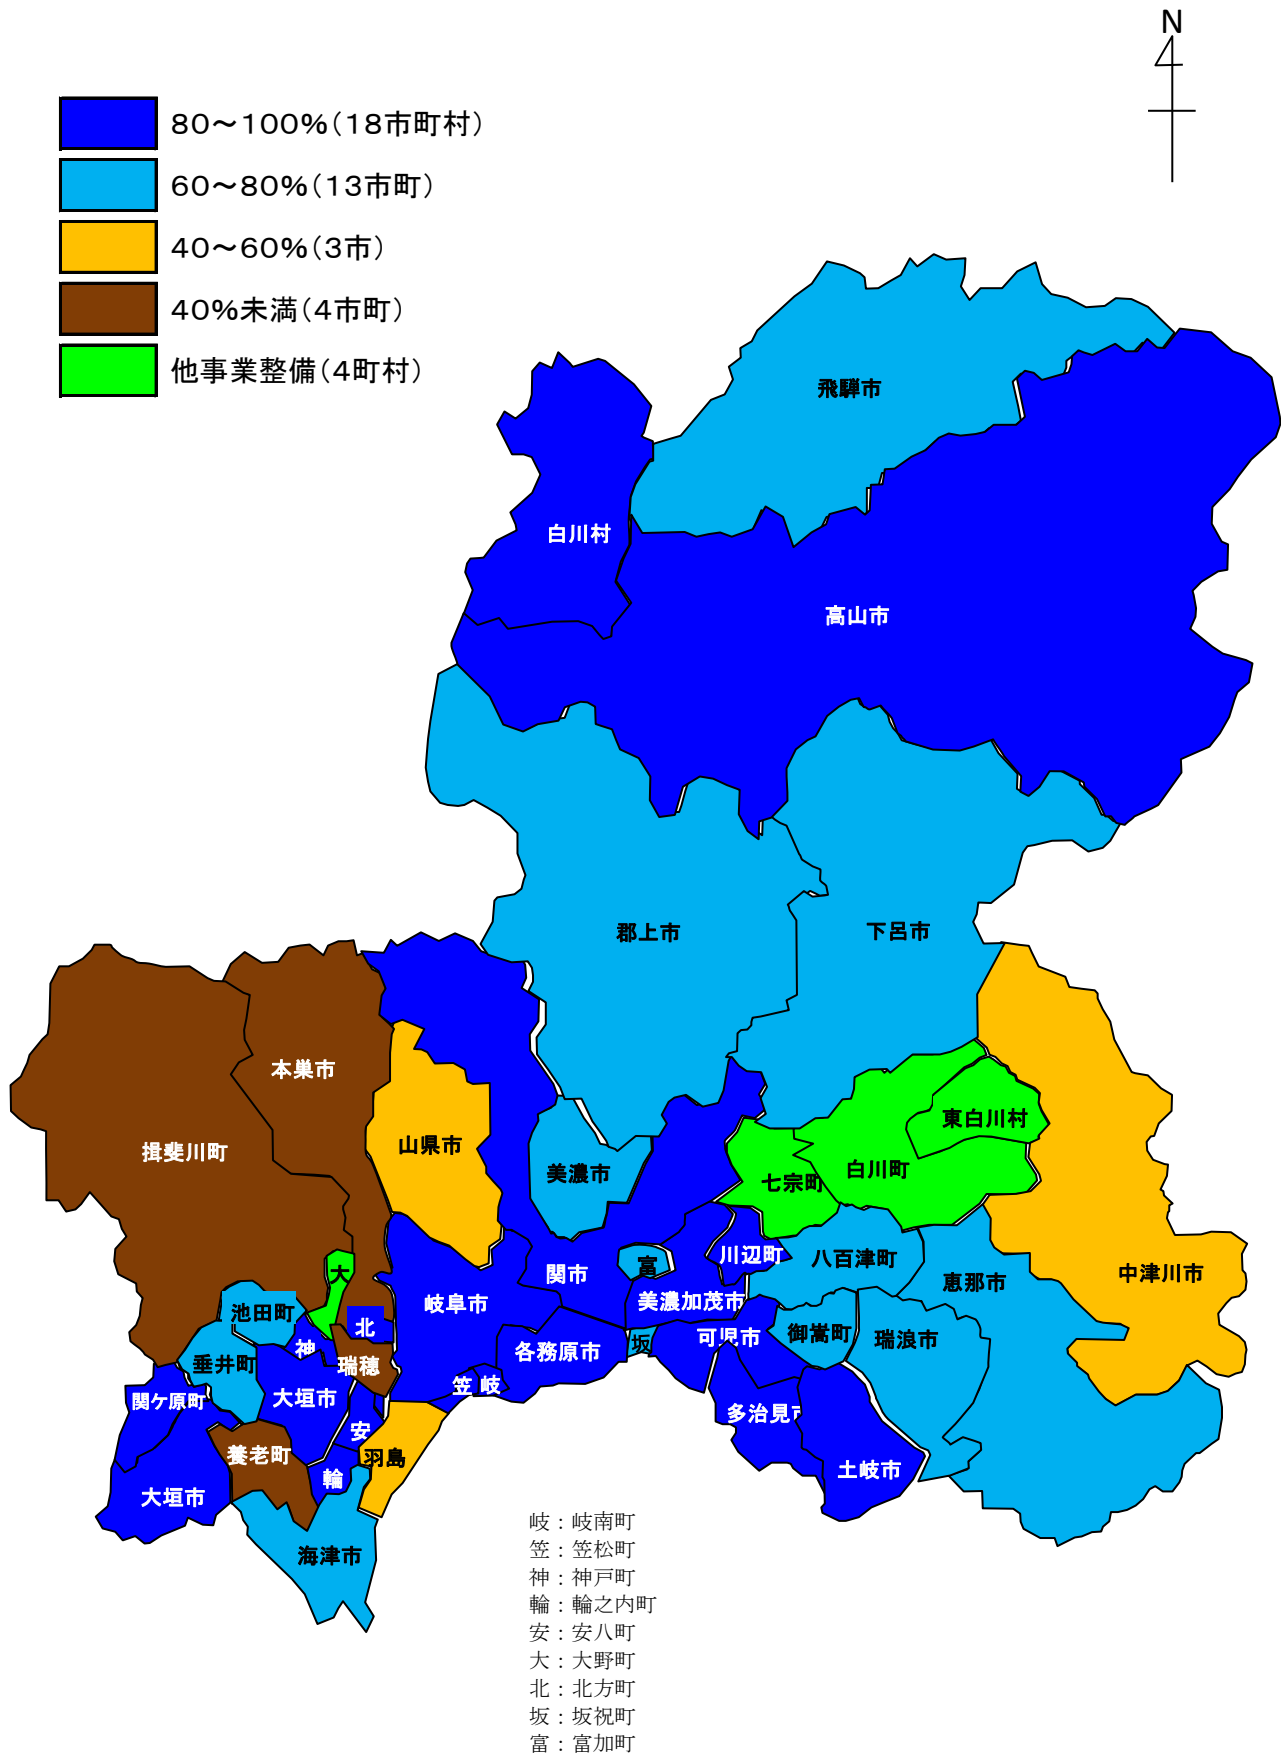 N
80～100%(18市町村)
60～80%(13市町)
40～60%(3市)
40%未満(4市町)
他事業整備(4町村)
飛騨市
白川村
高山市
郡上市
下呂市
本巣市
揖斐川町
山県市
美濃市
東白川村
白川町
七宗町
川辺町
八百津町
富
関市
中津川市
恵那市
大
池田町
岐阜市
美濃加茂市
北
神
垂井町
瑞穂
各務原市
坂
可児市
御嵩町
瑞浪市
関ケ原町
大垣市
笠
岐
多治見市
安
養老町
羽島
輪
土岐市
大垣市
海津市
岐：岐南町
笠：笠松町
神：神戸町
輪：輪之内町
安：安八町
大：大野町
北：北方町
坂：坂祝町
富：富加町